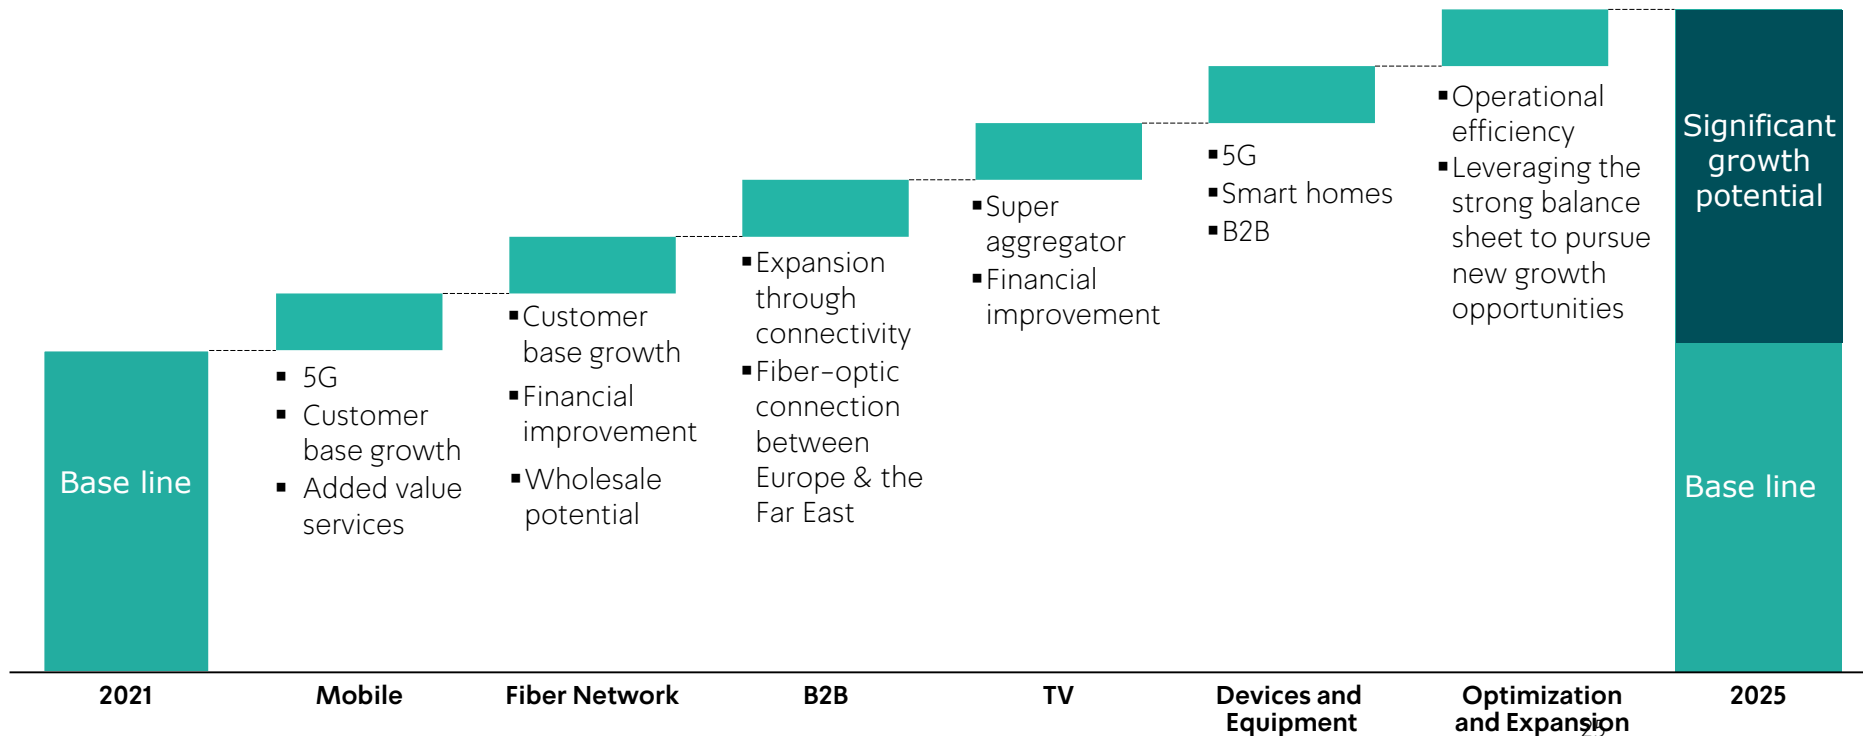 Base line
2021
▪ 5G
▪ Customer
base growth
▪ Added value
services
Mobile
▪Customer
base growth
▪Financial
improvement
▪Wholesale
potential
Fiber Network
▪Expansion
through
connectivity
▪Fiber-optic
connection
between
Europe & the
Far East
B2B
▪Super
aggregator
▪Financial
improvement
TV
▪5G
▪Smart homes
▪B2B
Devices and
Equipment
▪Operational
efficiency
▪Leveraging the
strong balance
sheet to pursue
new growth
opportunities
Optimization
and Expansion
Significant
growth
potential
Base line
2025